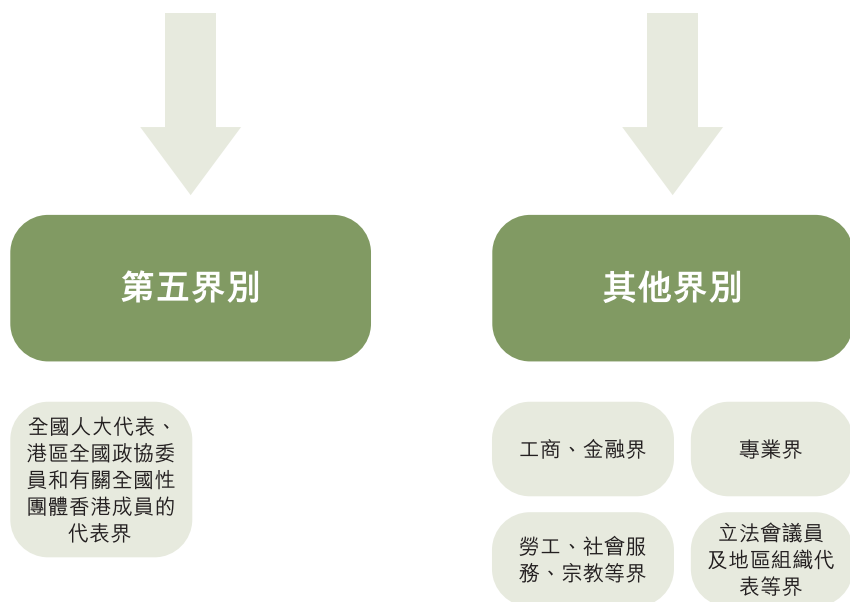 第五界別
其他界別
全國人大代表、
港區全國政協委
員和有關全國性
團體香港成員的
代表界
工商、金融界
專業界
勞工、社會服
務、宗教等界
立法會議員
及地區組織代
表等界